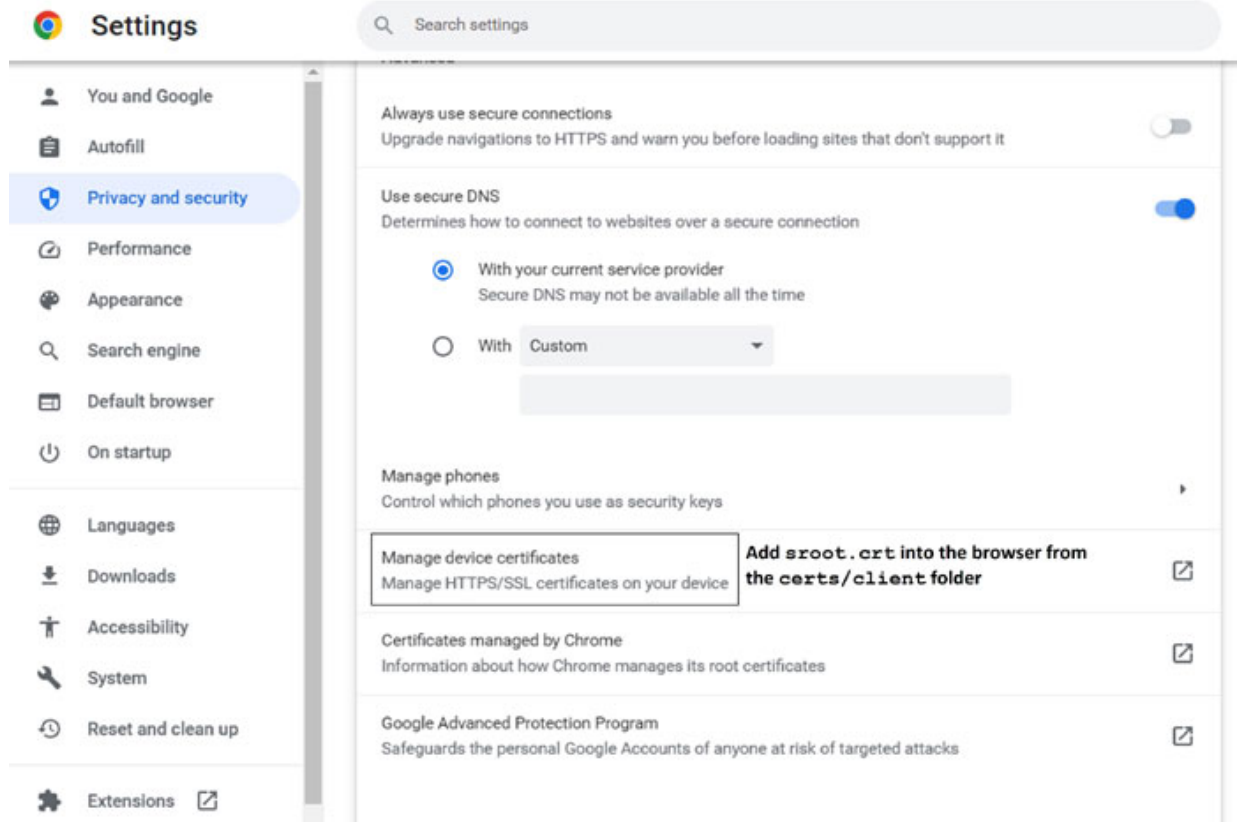 Settings
Search settings
You and Google
Autofill
Privacy and security
Performance
Appearance
Search engine
Default browser
On startup
Languages
Downloads
Accessibility
System
Reset and clean up
Extensions
Advanced
Always use secure connections
Upgrade navigations to HTTPS and warn you before loading sites that don't support it
Use secure DNS
Determines how to connect to websites over a secure connection
With your current service provider
Secure DNS may not be available all the time
With Custom
Manage phones
Control which phones you use as security keys
Manage device certificates
Manage HTTPS/SSL certificates on your device
Add sroot.crt into the browser from
the certs/client folder
Certificates managed by Chrome
Information about how Chrome manages its root certificates
Google Advanced Protection Program
Safeguards the personal Google Accounts of anyone at risk of targeted attacks